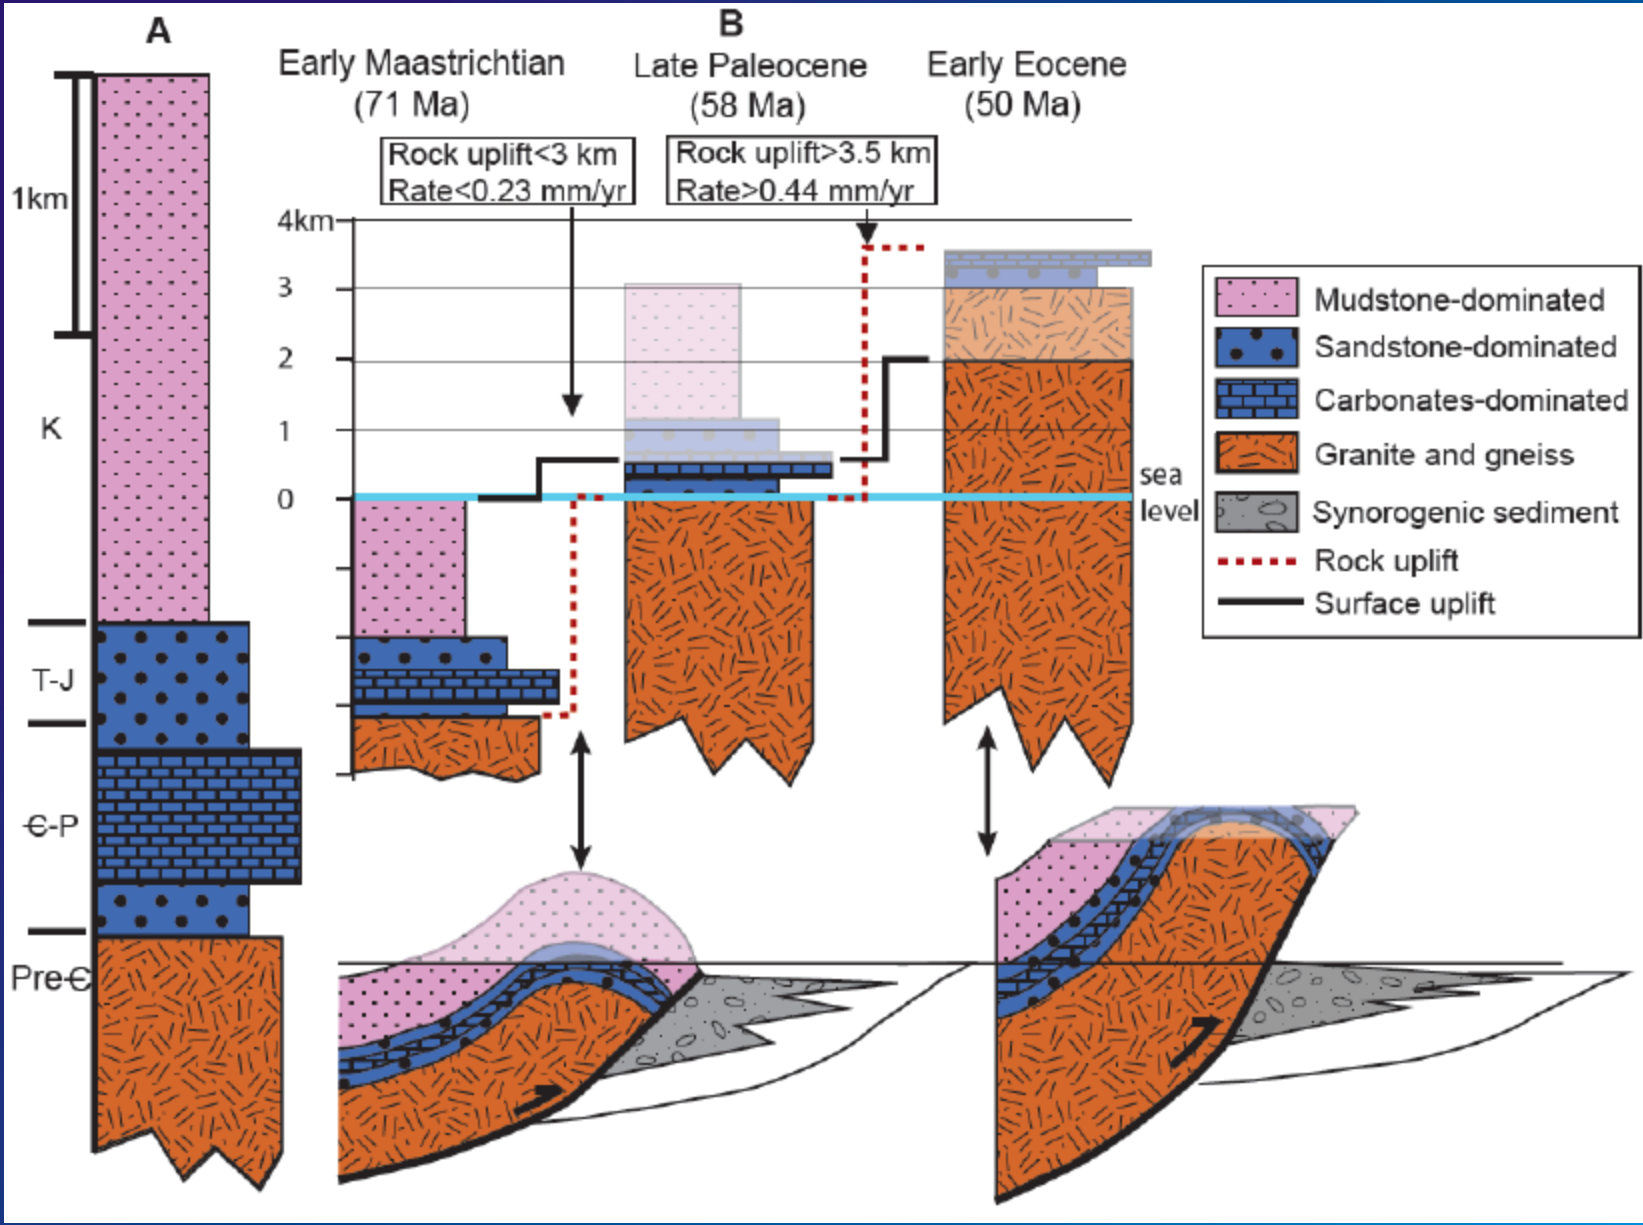 A
B
Early Maastrichtian
(71 Ma)
Late Paleocene
(58 Ma)
Early Eocene
(50 Ma)
Rock uplift<3 km
Rate<0.23 mm/yr
Rock uplift>3.5 km
Rate>0.44 mm/yr
1km
K
T-J
Ꞓ-P
PreꞒ
4km
3
2
1
0
sea
level
Mudstone-dominated
Sandstone-dominated
Carbonates-dominated
Granite and gneiss
Synorogenic sediment
Rock uplift
Surface uplift